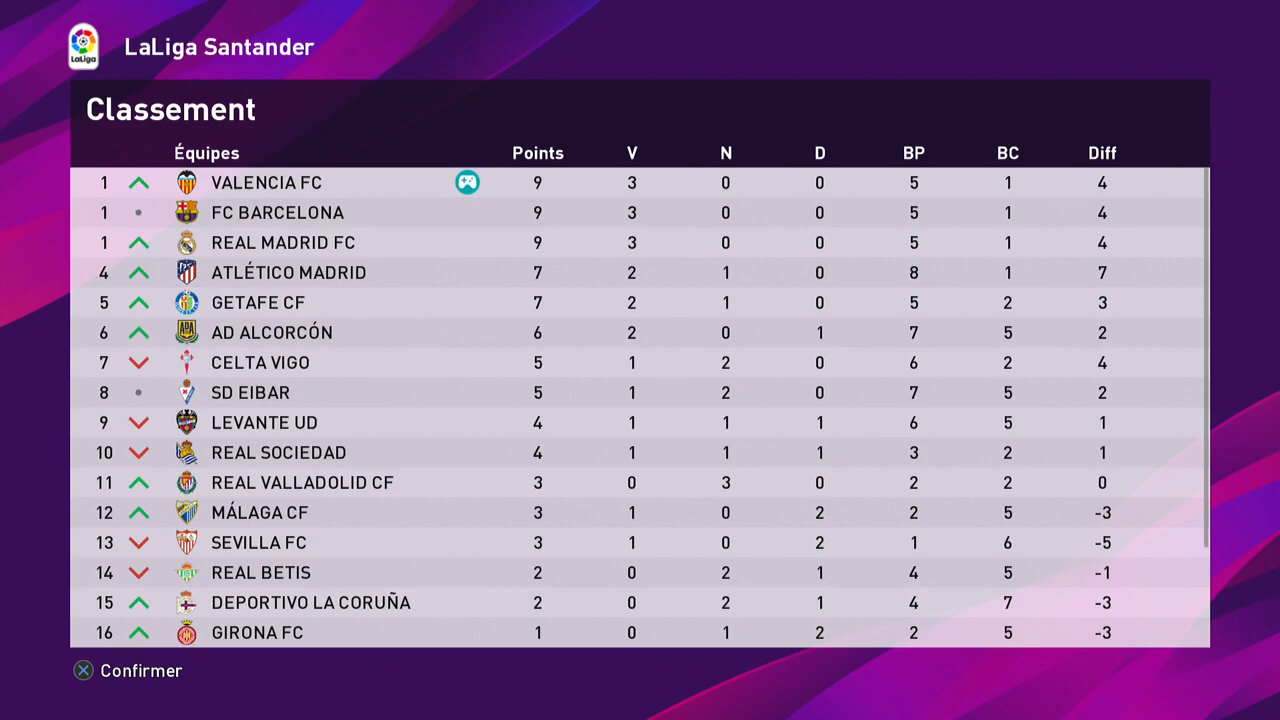 LaLiga
LaLiga Santander
Classement
Équipes Points V N D BP BC Diff
1 VALENCIA FC 9 3 0 0 5 1 4
1 FC BARCELONA 9 3 0 0 5 1 4
1 REAL MADRID FC 9 3 0 0 5 1 4
4 ATLÉTICO MADRID 7 2 1 0 8 1 7
5 GETAFE CF 7 2 1 0 5 2 3
6 AD ALCORCÓN 6 2 0 1 7 5 2
7 CELTA VIGO 5 1 2 0 6 2 4
8 SD EIBAR 5 1 2 0 7 5 2
9 LEVANTE UD 4 1 1 1 6 5 1
10 REAL SOCIEDAD 4 1 1 1 3 2 1
11 REAL VALLADOLID CF 3 0 3 0 2 2 0
12 MÁLAGA CF 3 1 0 2 2 5 -3
13 SEVILLA FC 3 1 0 2 1 6 -5
14 REAL BETIS 2 0 2 1 4 5 -1
15 DEPORTIVO LA CORUÑA 2 0 2 1 4 7 -3
16 GIRONA FC 1 0 1 2 2 5 -3
Confirmer